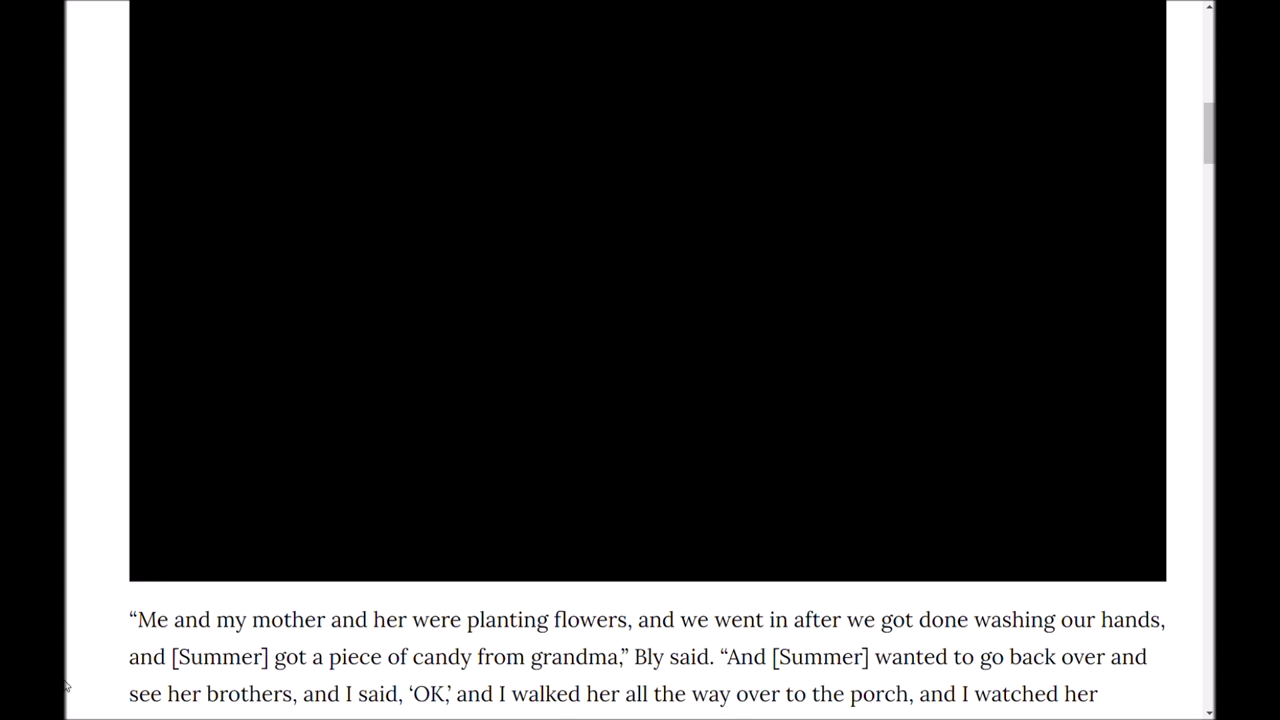 “Me and my mother and her were planting flowers, and we went in after we got done washing our hands,
and [Summer] got a piece of candy from grandma,” Bly said. “And [Summer] wanted to go back over and
see her brothers, and I said, ‘OK,’ and I walked her all the way over to the porch, and I watched her